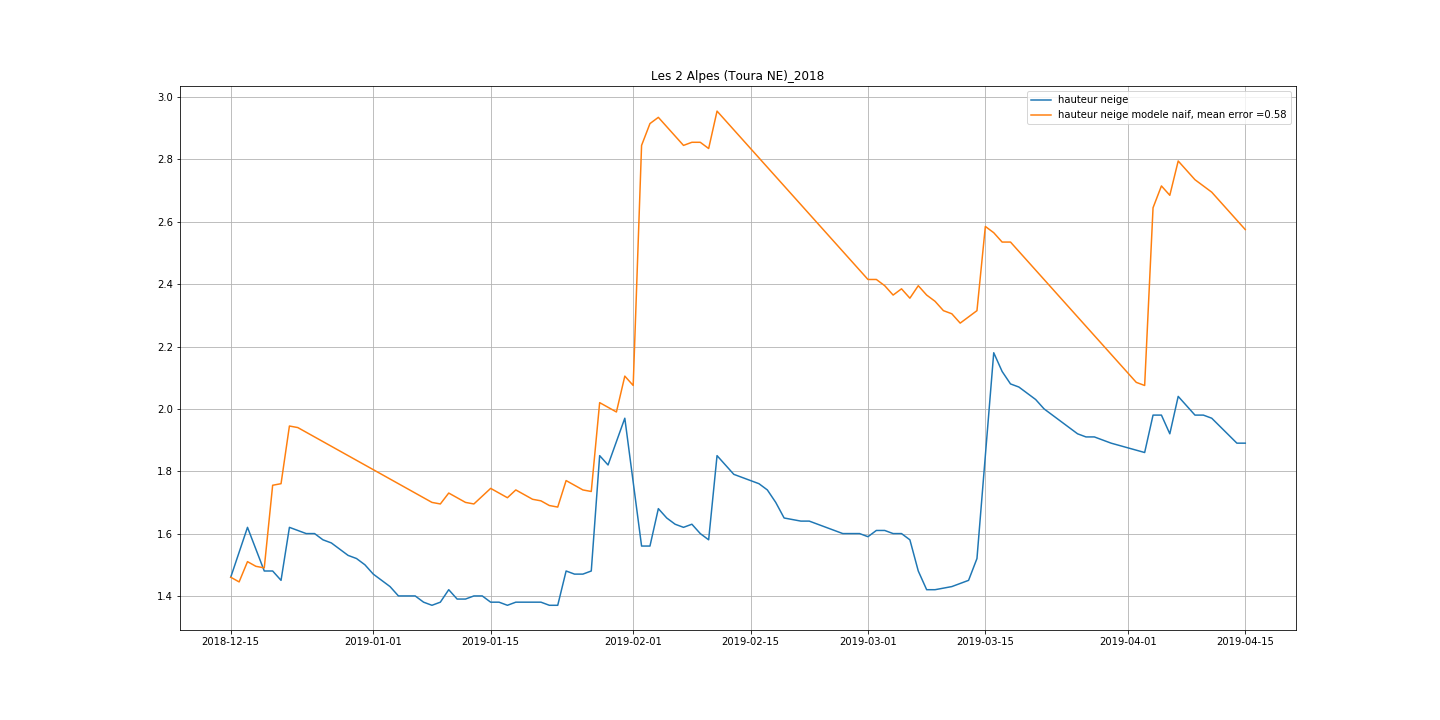 Les 2 Alpes (Toura NE)_2018
hauteur neige
hauteur neige modele naif, mean error =0.58
3.0
2.8
2.6
2.4
2.2
2.0
1.8
1.6
1.4
2018-12-15 2019-01-01 2019-01-15 2019-02-01 2019-02-15 2019-03-01 2019-03-15 2019-04-01 2019-04-15